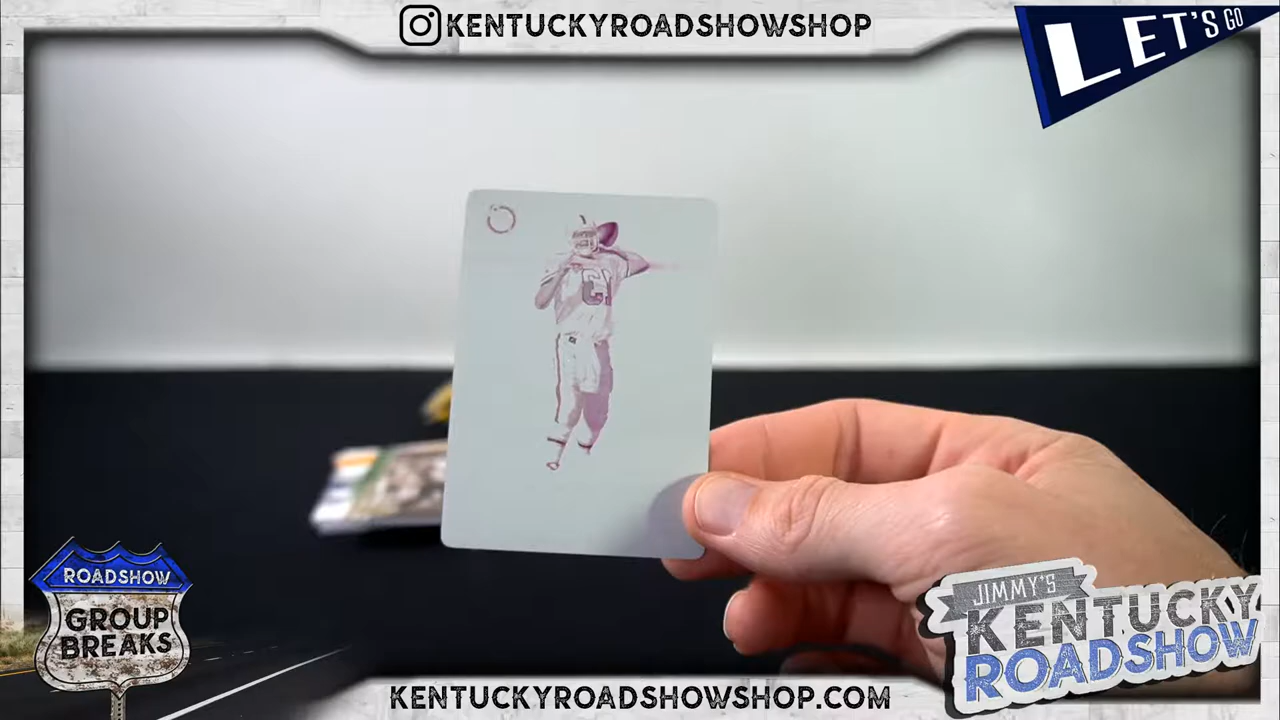 KENTUCKYROADSHOWSHOP
LET'S GO
ROADSHOW
GROUP
BREAKS
JIMMY'S
KENTUCKY
ROADSHOW
KENTUCKYROADSHOWSHOP.COM